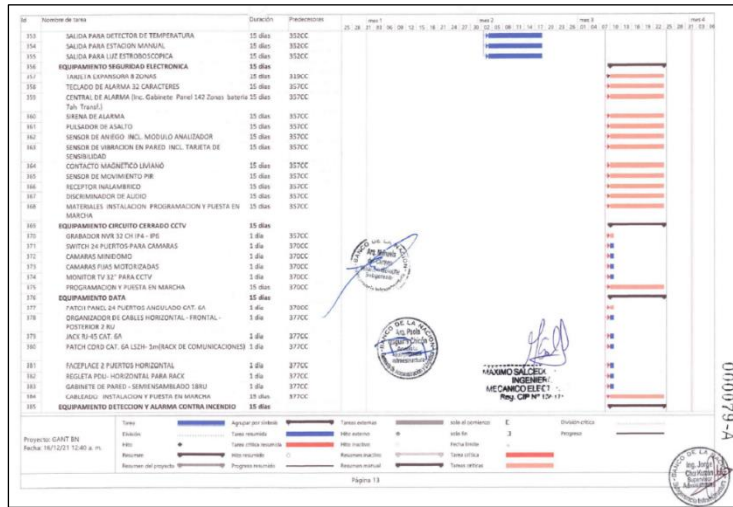 Id Nombre de tarea Duración Predecesoras mes 1 mes 2 mes 3 mes 4
353 SALIDA PARA DETECTOR DE TEMPERATURA 15 días 352CC
354 SALIDA PARA ESTACION MANUAL 15 días 352CC
355 SALIDA PARA LUZ ESTROBOSCOPICA 15 días 352CC
356 EQUIPAMIENTO SEGURIDAD ELECTRONICA 15 días
357 TARJETA EXPANSORA 8 ZONAS 15 días 319CC
358 TECLADO DE ALARMA 32 CARACTERES 15 días 357CC
359 CENTRAL DE ALARMA (Inc. Gabinete Panel 142 Zonas bateria 15 días 357CC
Teh Transf.)
360 SIRENA DE ALARMA 15 días 357CC
361 PULSADOR DE ASALTO 15 días 357CC
362 SENSOR DE ANIEGO INCL. MODULO ANALIZADOR 15 días 357CC
363 SENSOR DE VIBRACION EN PARED INCL. TARJETA DE 15 días 357CC
SENSIBILIDAD
364 CONTACTO MAGNETICO LIVIANO 15 días 357CC
365 SENSOR DE MOVIMIENTO PIR 15 días 357CC
366 RECEPTOR INALAMBRICO 15 días 357CC
367 DISCRIMINADOR DE AUDIO 15 días 357CC
368 MATERIALES INSTALACION PROGRAMACION Y PUESTA EN 15 días 357CC
MARCHA
369 EQUIPAMIENTO CIRCUITO CERRADO CCTV 15 días
370 GRABADOR NVR 32 CH IP4 - IP6 1 día 357CC
371 SWITCH 24 PUERTOS PARA CAMARAS 1 día 370CC
372 CAMARAS MINIDOMO 1 día 370CC
373 CAMARAS FIJAS MOTORIZADAS 1 día 370CC
374 MONITOR TV 32" PARA CCTV 1 día 370CC
375 PROGRAMACION Y PUESTA EN MARCHA 15 días 370CC
376 EQUIPAMIENTO DATA 15 días
377 PATCH PANEL 24 PUERTOS ANGULADO CAT. 6A 1 día 370CC
378 ORGANIZADOR DE CABLES HORIZONTAL - FRONTAL - 1 día 377CC
POSTERIOR 2 RU
379 JACK RJ-45 CAT. 6A 1 día 377CC
380 PATCH CORD CAT. 6A LSZH- 1m(RACK DE COMUNICACIONES) 1 día 377CC
381 FACEPLACE 2 PUERTOS HORIZONTAL 1 día 377CC
382 REGLETA PDU- HORIZONTAL PARA RACK 1 día 377CC
383 GABINETE DE PARED - SEMIENSAMBLADO 18RU 1 día 377CC
384 CABLEADO INSTALACION Y PUESTA EN MARCHA 15 días 377CC
385 EQUIPAMIENTO DETECCION Y ALARMA CONTRA INCENDIO 15 días
BANCO DE LA NACION
MAXIMO SALCEDO
INGENIERO
MECANICO ELECT
Reg. CIP N°
000079-A
Proyecto: GANT BN
Fecha: 16/12/21 12:40 a. m.
Tarea Agrupar por síntesis Tareas externas solo el comienzo División crítica
División Tarea resumida Hito externo solo fin Progreso
Hito Tarea crítica resumida Hito inactivo Fecha límite
Resumen Hito resumido Resumen inactivo Tarea crítica
Resumen del proyecto Progreso resumido Resumen manual Tareas críticas
Página 13
Ing. Jorge